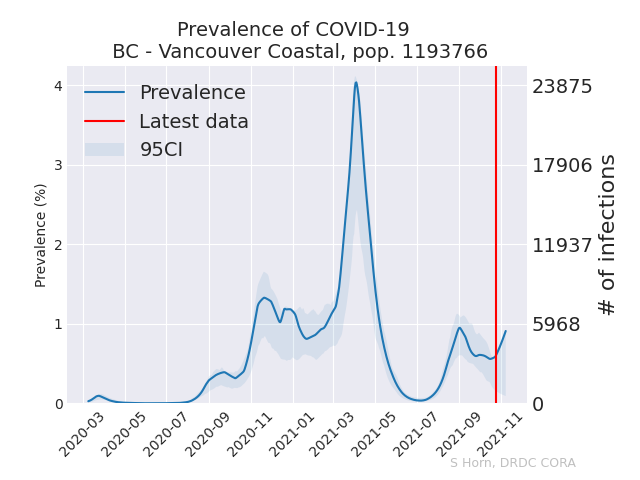 Prevalence of COVID-19
BC - Vancouver Coastal, pop. 1193766
Prevalence
Latest data
95CI
Prevalence (%)
4
3
2
1
0
23875
17906
11937
5968
0
# of infections
2020-03
2020-05
2020-07
2020-09
2020-11
2021-01
2021-03
2021-05
2021-07
2021-09
2021-11
S Horn, DRDC CORA